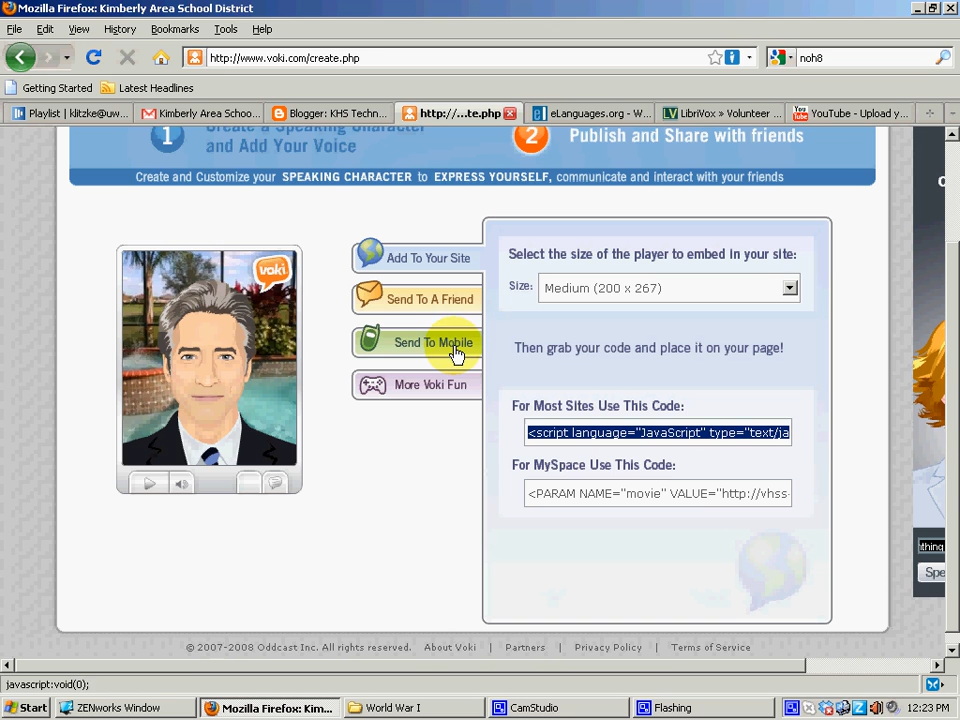 Mozilla Firefox: Kimberly Area School District
File Edit View History Bookmarks Tools Help
http://www.voki.com/create.php
noh8
Getting Started Latest Headlines
Playlist | klitzke@uw...
Kimberly Area Schoo...
Blogger: KHS Techn...
http://...te.php
eLanguages.org - W...
LibriVox » Volunteer ...
YouTube - Upload y...
1 Create a Speaking Character
and Add Your Voice
2 Publish and Share with friends
Create and Customize your SPEAKING CHARACTER to EXPRESS YOURSELF, communicate and interact with your friends
voki
Add To Your Site
Send To A Friend
Send To Mobile
More Voki Fun
Select the size of the player to embed in your site:
Size: Medium (200 x 267)
Then grab your code and place it on your page!
For Most Sites Use This Code:
<script language="JavaScript" type="text/ja
For MySpace Use This Code:
<PARAM NAME="movie" VALUE="http://vhss-
thing
Spe
© 2007-2008 Oddcast Inc. All rights reserved. About Voki | Partners | Privacy Policy | Terms of Service
javascript:void(0);
Start ZENworks Window Mozilla Firefox: Kim... World War I CamStudio Flashing 12:23 PM